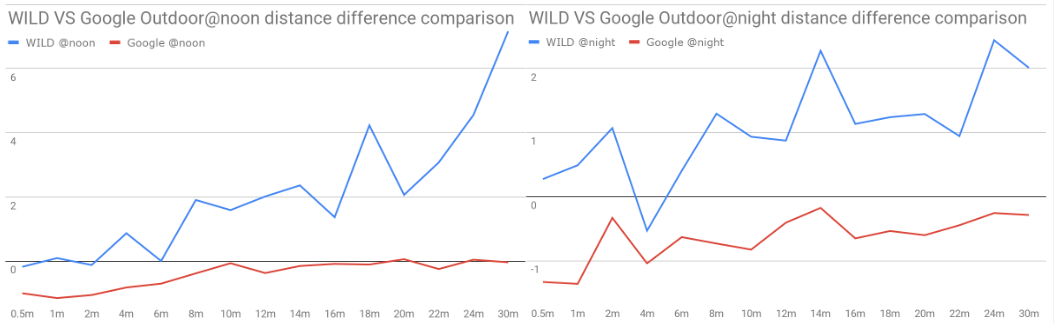 WILD VS Google Outdoor@noon distance difference comparison
WILD @noon Google @noon
6
4
2
0
0.5m 1m 2m 4m 6m 8m 10m 12m 14m 16m 18m 20m 22m 24m 30m
WILD VS Google Outdoor@night distance difference comparison
WILD @night Google @night
2
1
0
-1
0.5m 1m 2m 4m 6m 8m 10m 12m 14m 16m 18m 20m 22m 24m 30m